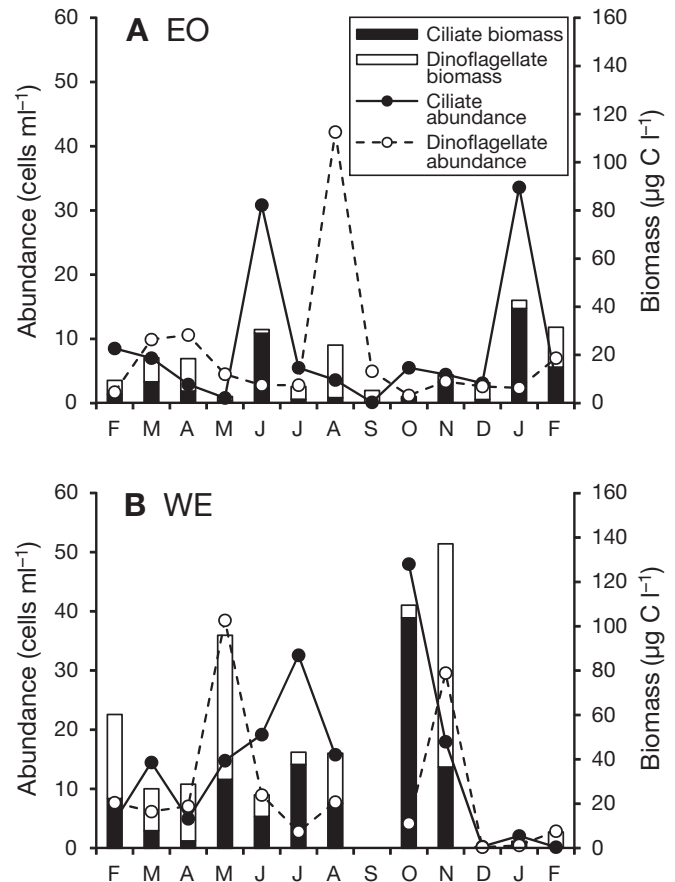 A EO
60
50
40
30
20
10
0
Abundance (cells ml⁻¹)
160
140
120
100
80
60
40
20
0
Biomass (µg C l⁻¹)
Ciliate biomass
Dinoflagellate
biomass
Ciliate
abundance
Dinoflagellate
abundance
F M A M J J A S O N D J F
B WE
60
50
40
30
20
10
0
Abundance (cells ml⁻¹)
160
140
120
100
80
60
40
20
0
Biomass (µg C l⁻¹)
F M A M J J A S O N D J F